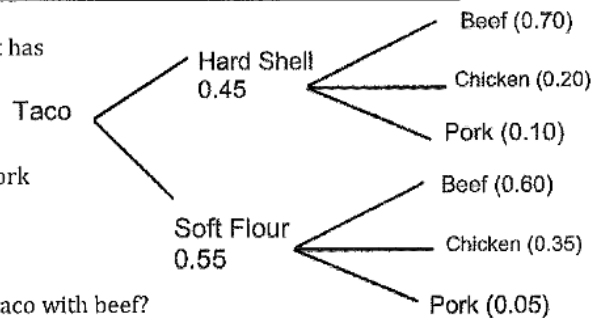 Beef (0.70)
t has
Hard Shell
0.45
Chicken (0.20)
Taco
Pork (0.10)
ork
Beef (0.60)
Soft Flour
0.55
Chicken (0.35)
aco with beef?
Pork (0.05)